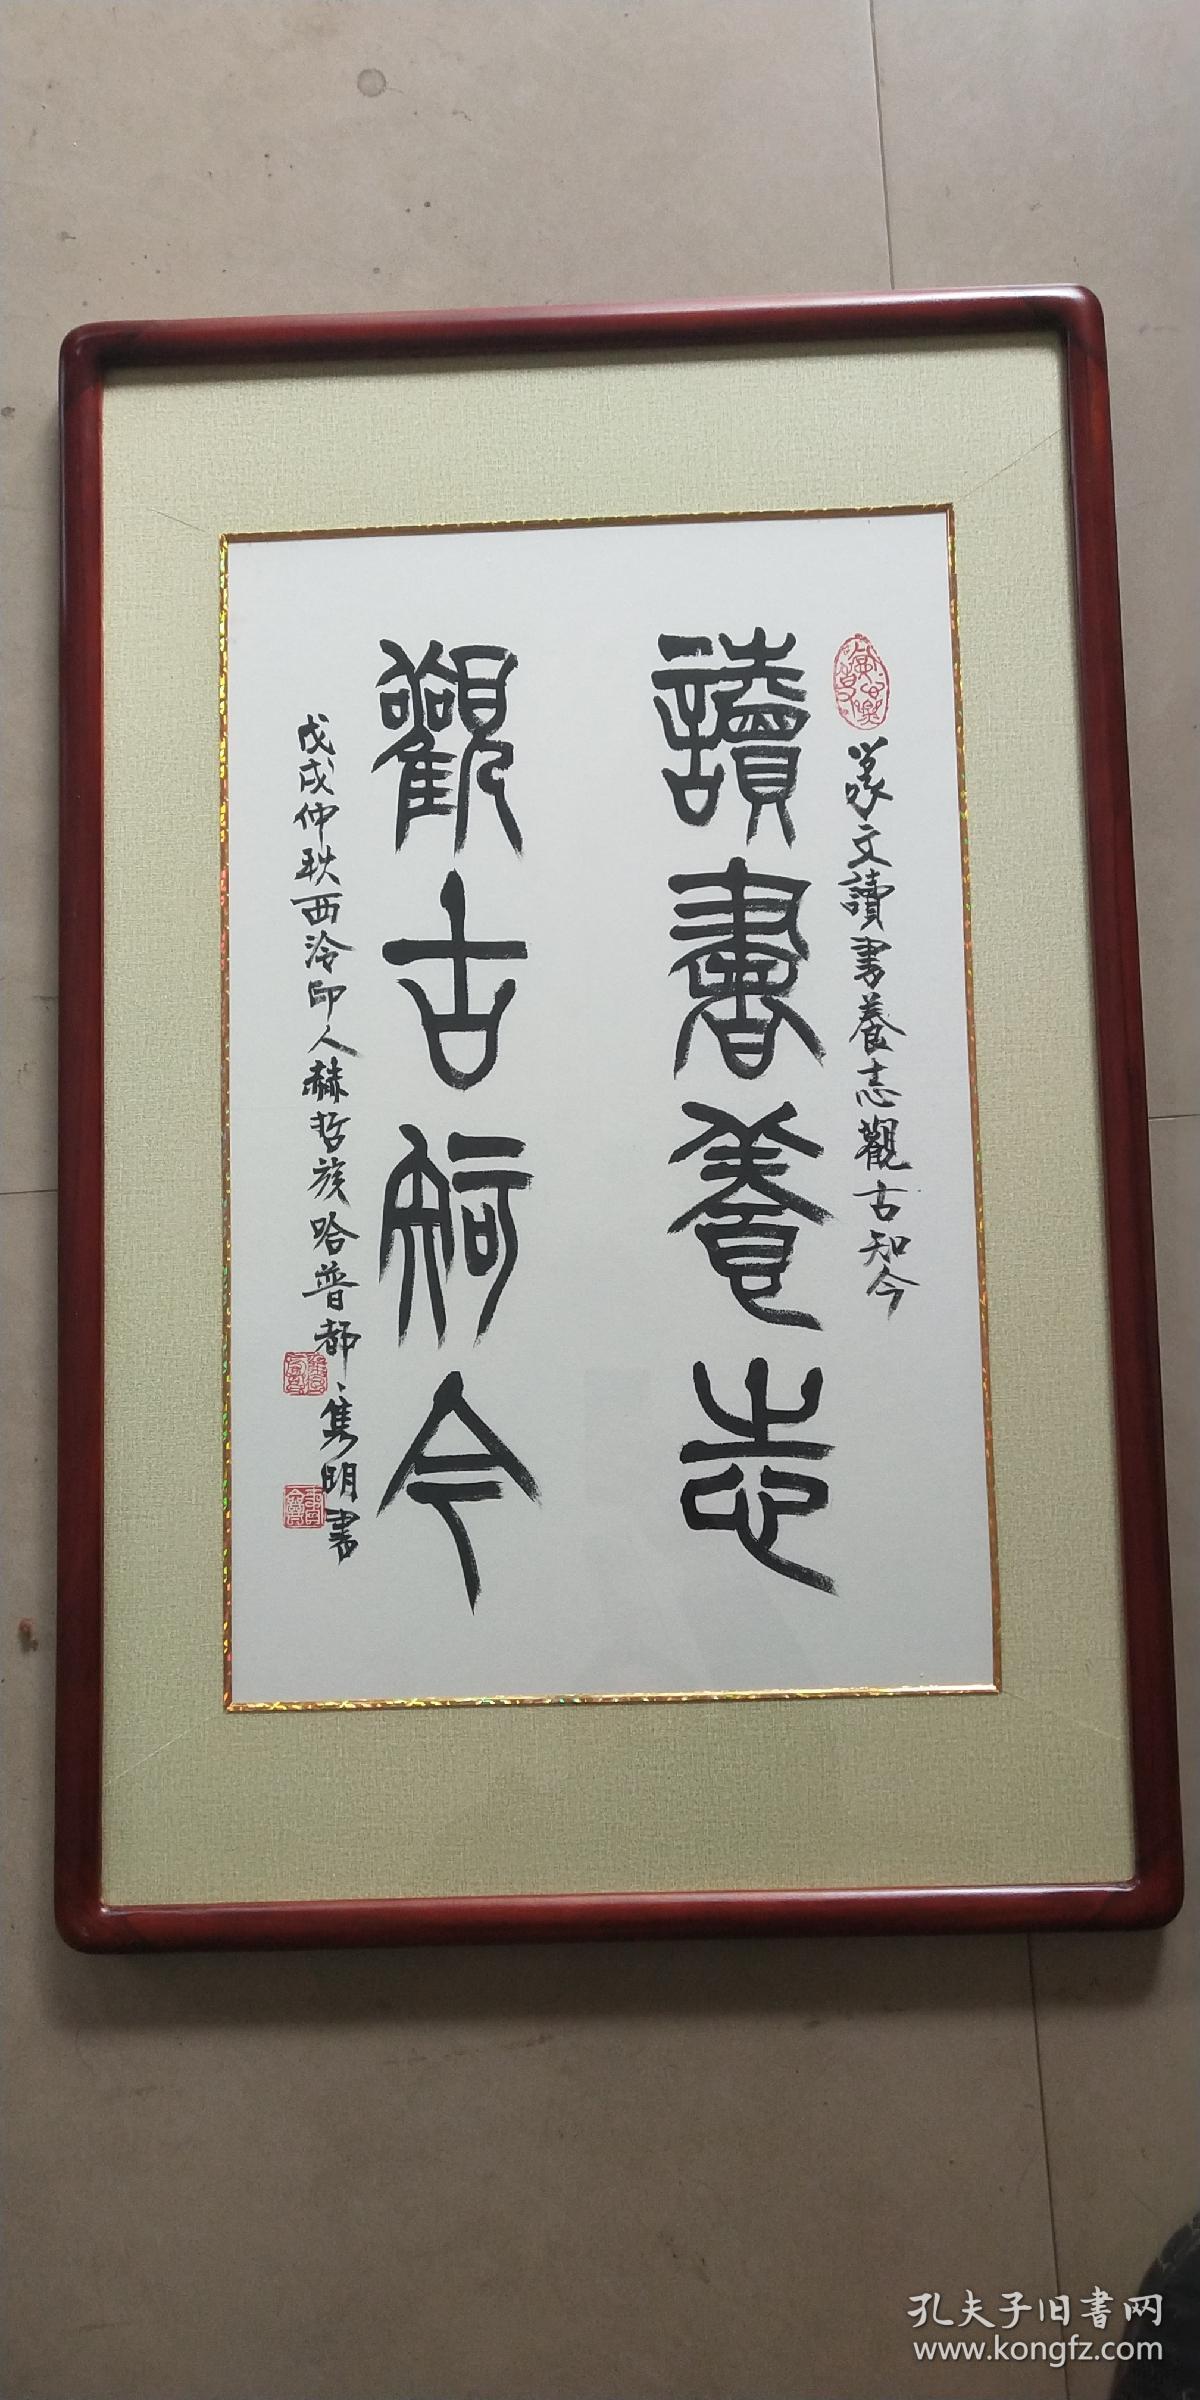 篆文讀書養志觀古知今
讀書養志
觀古知今
戊戌仲秋西泠印人赫哲族哈普都、隽明書
孔夫子旧书网
www.kongfz.com